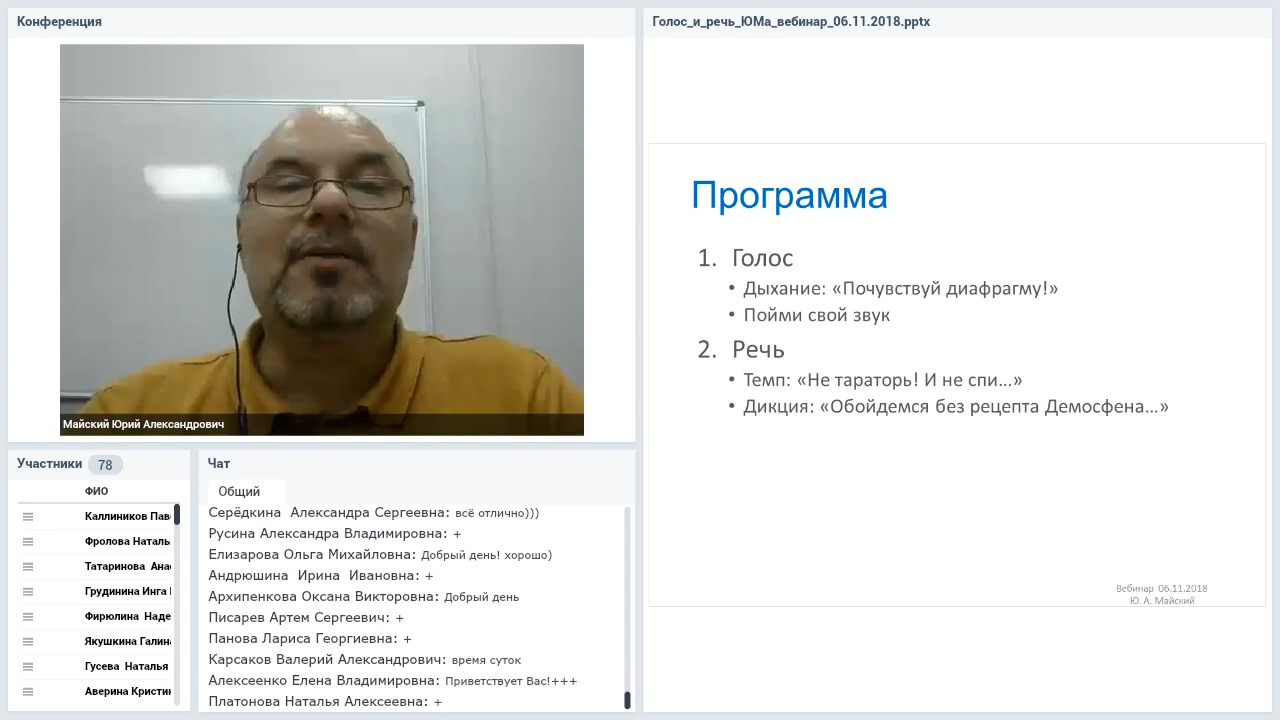 Конференция
Майский Юрий Александрович
Участники 78
ФИО
Каллиников
Фролова
Татаринова
Грудинина Инга
Фирюлина
Якушкина
Гусева Наталья
Аверина
Чат
Общий
Серёдкина Александра Сергеевна: всё отлично)))
Русина Александра Владимировна: +
Елизарова Ольга Михайловна: Добрый день! хорошо)
Андрюшина Ирина Ивановна: +
Архипенкова Оксана Викторовна: Добрый день
Писарев Артем Сергеевич: +
Панова Лариса Георгиевна: +
Карсаков Валерий Александрович: время суток
Алексеенко Елена Владимировна: Приветствует Вас!+++
Платонова Наталья Алексеевна: +
Голос_и_речь_ЮМа_вебинар_06.11.2018.pptx
Программа
1. Голос
• Дыхание: «Почувствуй диафрагму!»
• Пойми свой звук
2. Речь
• Темп: «Не тараторь! И не спи...»
• Дикция: «Обойдемся без рецепта Демосфена...»
Вебинар 06.11.2018
Ю. А. Майский